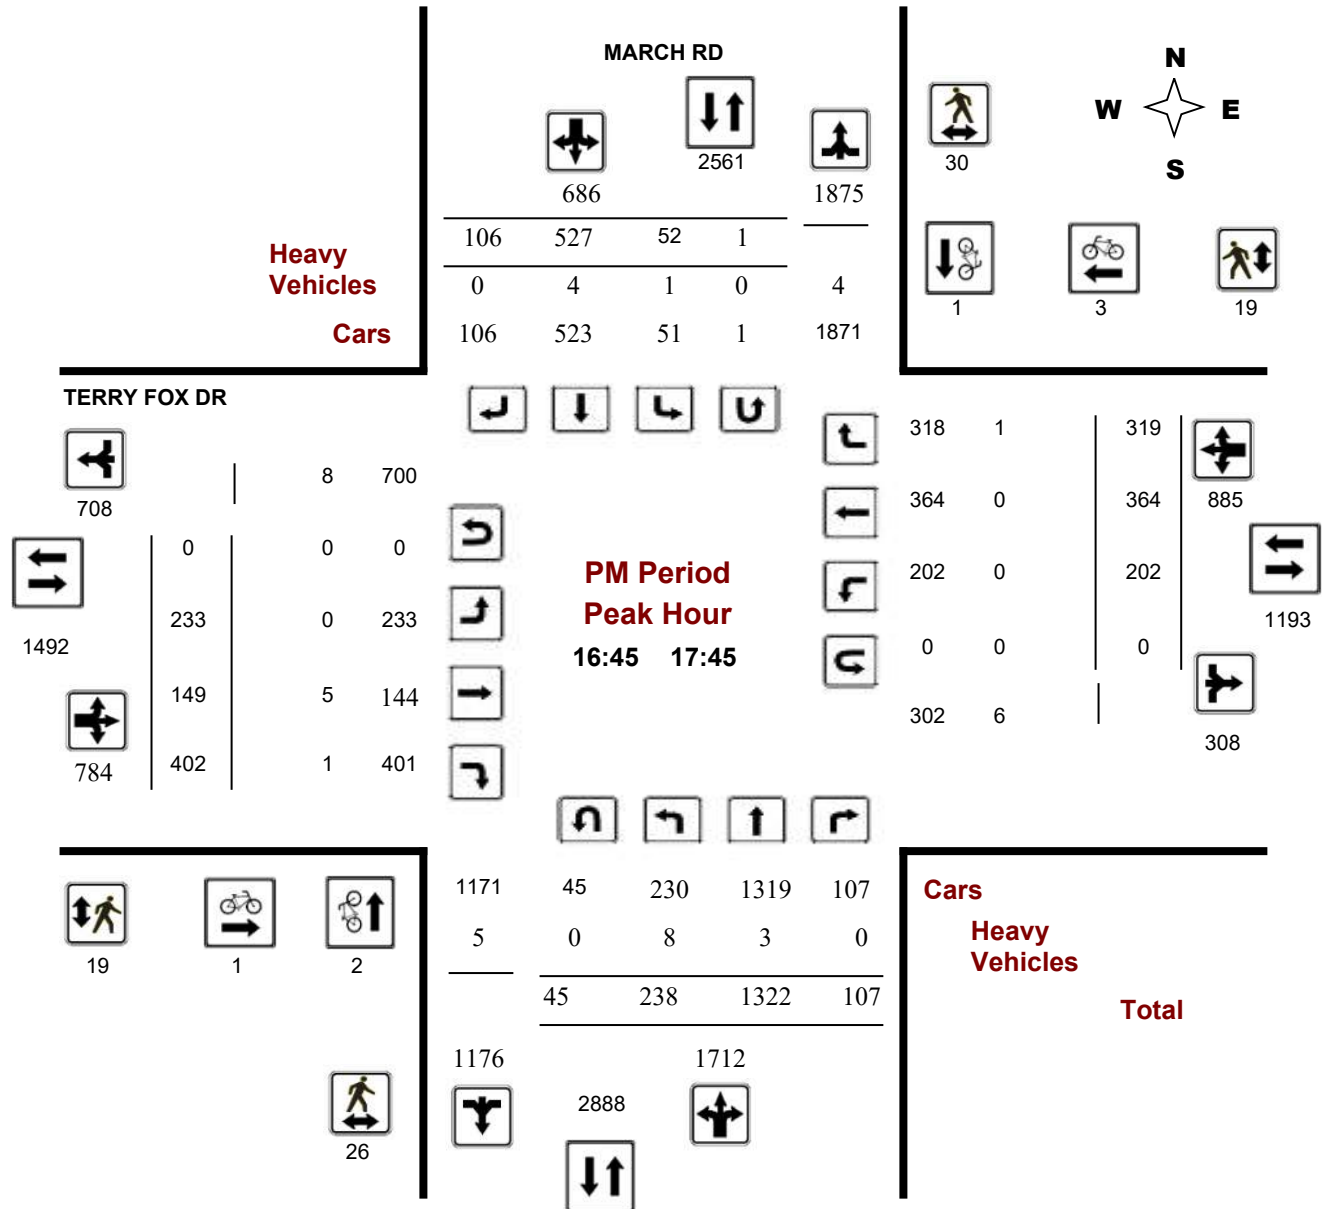 MARCH RD
N
W E
S
2561
30
686
1875
106 527 52 1
Heavy
Vehicles
0 4 1 0 4
1 3 19
Cars
106 523 51 1 1871
TERRY FOX DR
318 1 319
8 700
364 0 364 885
708
0 0 0
PM Period
202 0 202
Peak Hour
233 0 233
1193
1492
16:45 17:45
0 0 0
149 5 144
302 6
308
784
402 1 401
1171 45 230 1319 107
Cars
5 0 8 3 0
Heavy
Vehicles
19 1 2
45 238 1322 107
Total
1176 1712
2888
26